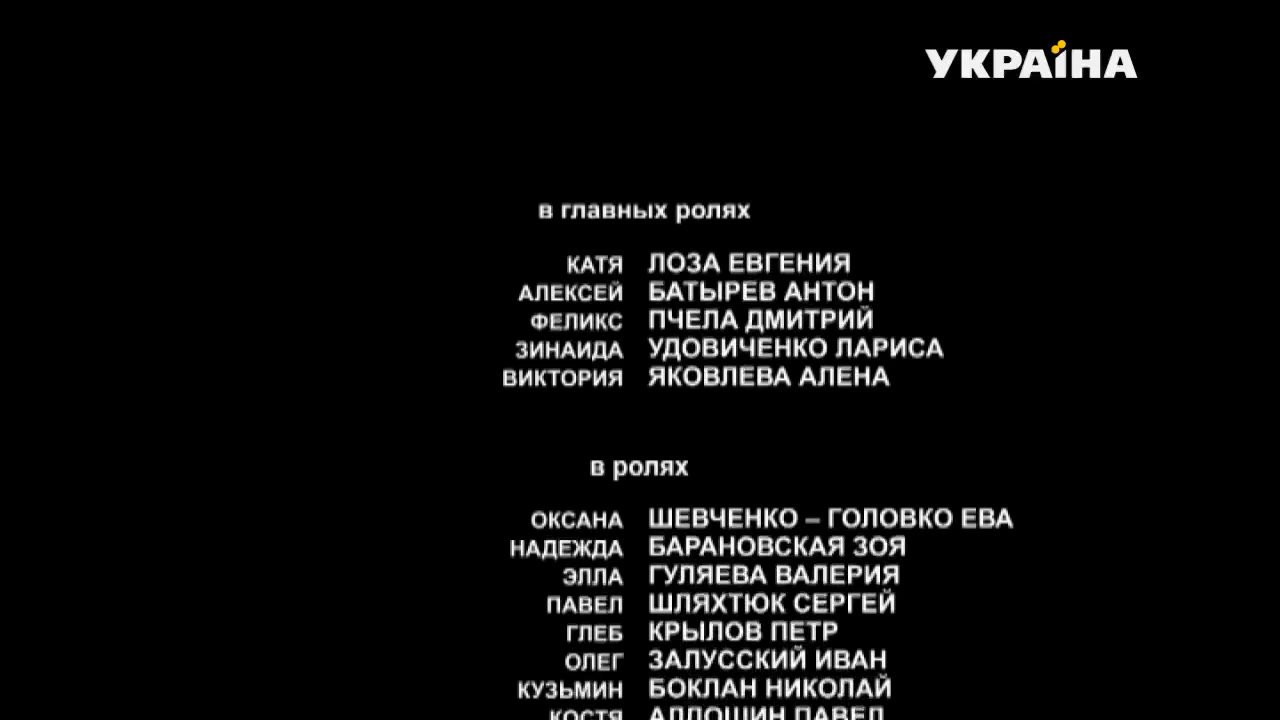 УКРАЇНА
в главных ролях
КАТЯ ЛОЗА ЕВГЕНИЯ
АЛЕКСЕЙ БАТЫРЕВ АНТОН
ФЕЛИКС ПЧЕЛА ДМИТРИЙ
ЗИНАИДА УДОВИЧЕНКО ЛАРИСА
ВИКТОРИЯ ЯКОВЛЕВА АЛЕНА
в ролях
ОКСАНА ШЕВЧЕНКО – ГОЛОВКО ЕВА
НАДЕЖДА БАРАНОВСКАЯ ЗОЯ
ЭЛЛА ГУЛЯЕВА ВАЛЕРИЯ
ПАВЕЛ ШЛЯХТЮК СЕРГЕЙ
ГЛЕБ КРЫЛОВ ПЕТР
ОЛЕГ ЗАЛУССКИЙ ИВАН
КУЗЬМИН БОКЛАН НИКОЛАЙ
КОСТЯ ПАВЕЛ